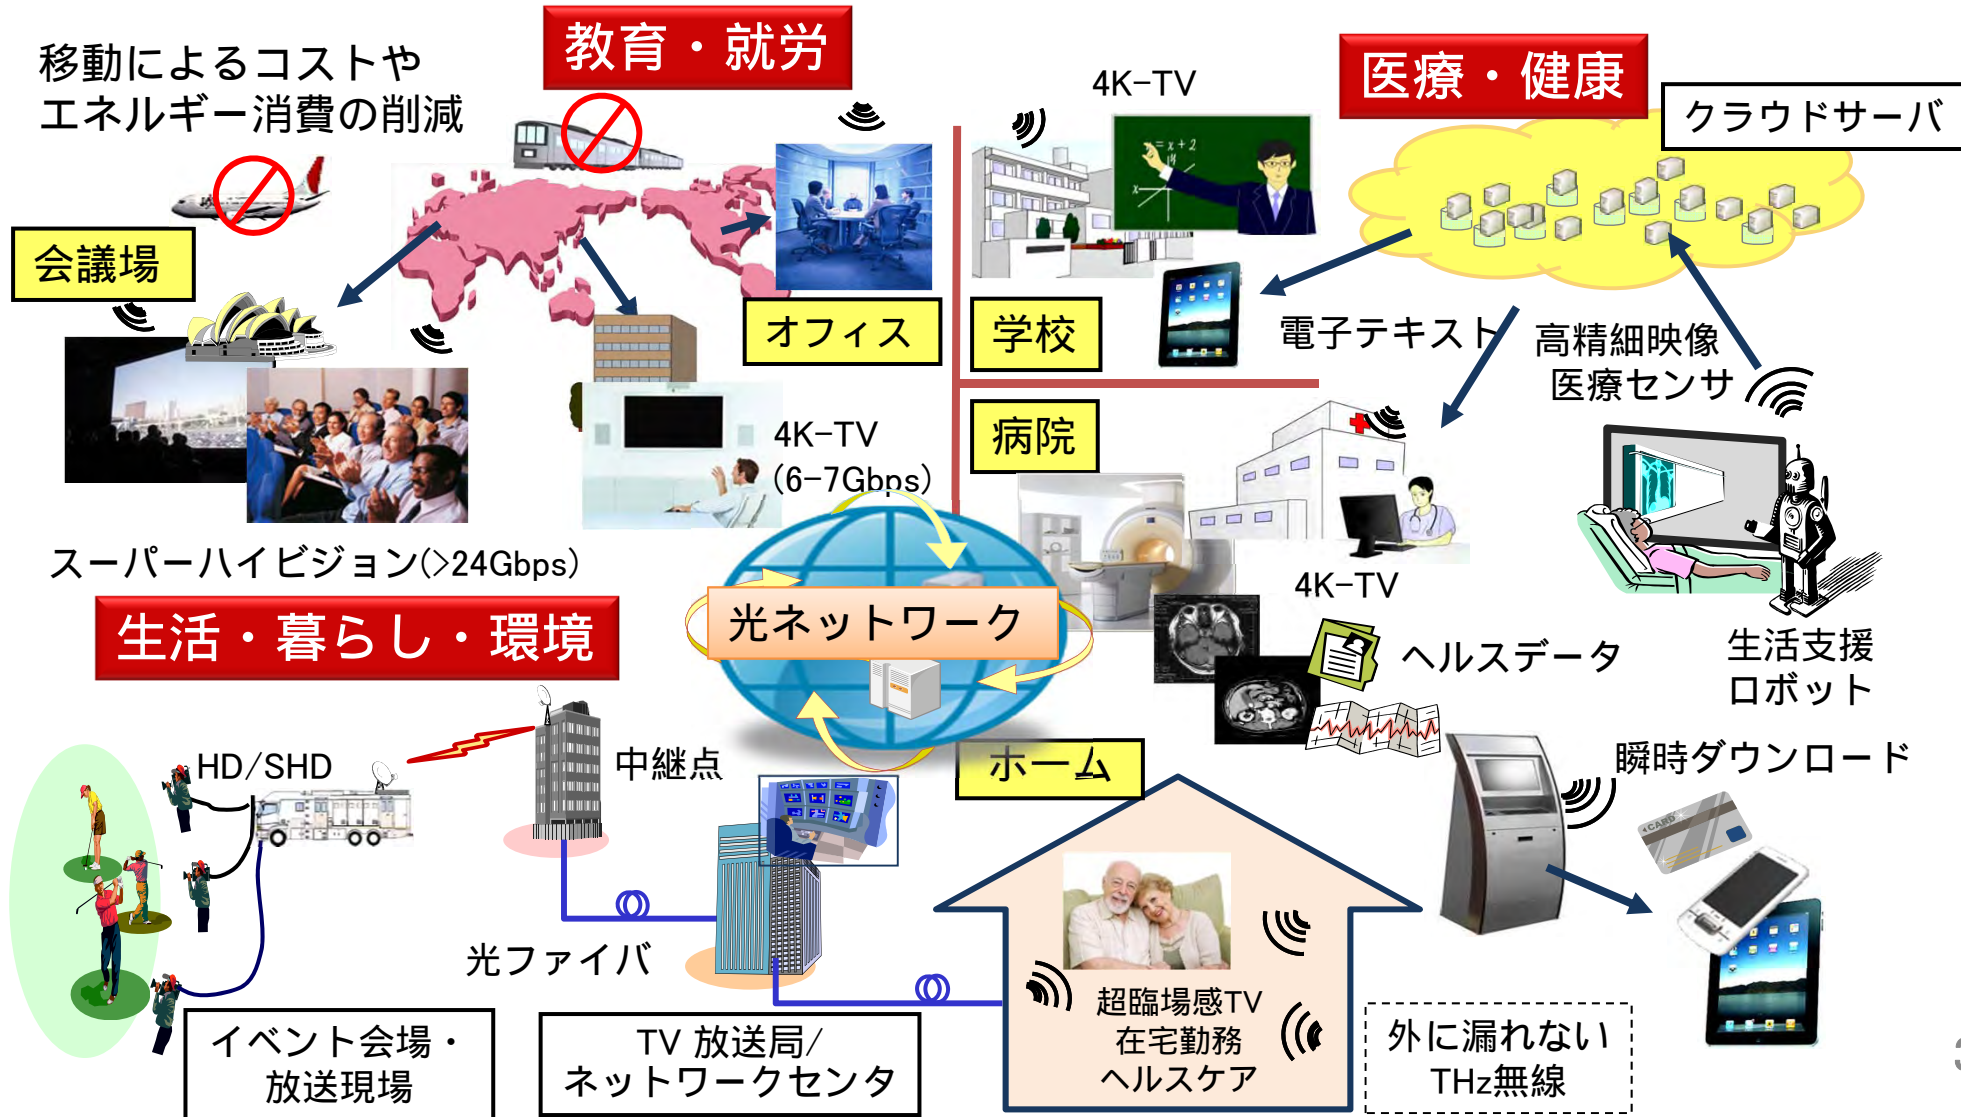 移動によるコストや
エネルギー消費の削減
教育・就労
4K-TV
医療・健康
クラウドサーバ
= x + 2
y
x
会議場
オフィス
学校
電子テキスト
高精細映像
医療センサ
病院
4K-TV
(6-7Gbps)
スーパーハイビジョン(>24Gbps)
4K-TV
光ネットワーク
生活・暮らし・環境
ヘルスデータ
生活支援
ロボット
HD/SHD
中継点
ホーム
瞬時ダウンロード
CARD
光ファイバ
超臨場感TV
在宅勤務
ヘルスケア
イベント会場・
放送現場
TV 放送局/
ネットワークセンタ
外に漏れない
THz無線